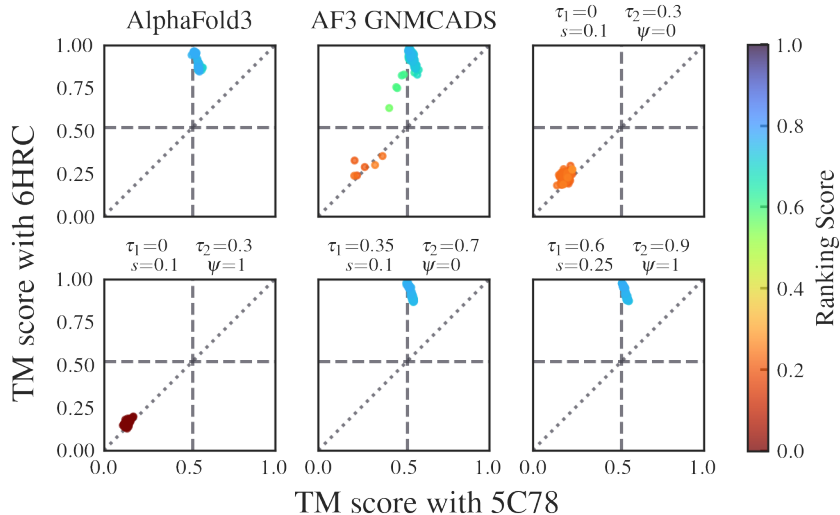 AlphaFold3
AF3 GNMCADS
τ1=0 τ2=0.3
s=0.1 ψ=0
1.00
0.75
0.50
0.25
0.00
τ1=0 τ2=0.3
s=0.1 ψ=1
τ1=0.35 τ2=0.7
s=0.1 ψ=0
τ1=0.6 τ2=0.9
s=0.25 ψ=1
1.00
0.75
0.50
0.25
0.00
0.0 0.5 1.0
0.0 0.5 1.0
0.0 0.5 1.0
TM score with 6HRC
TM score with 5C78
1.0
0.8
0.6
0.4
0.2
0.0
Ranking Score